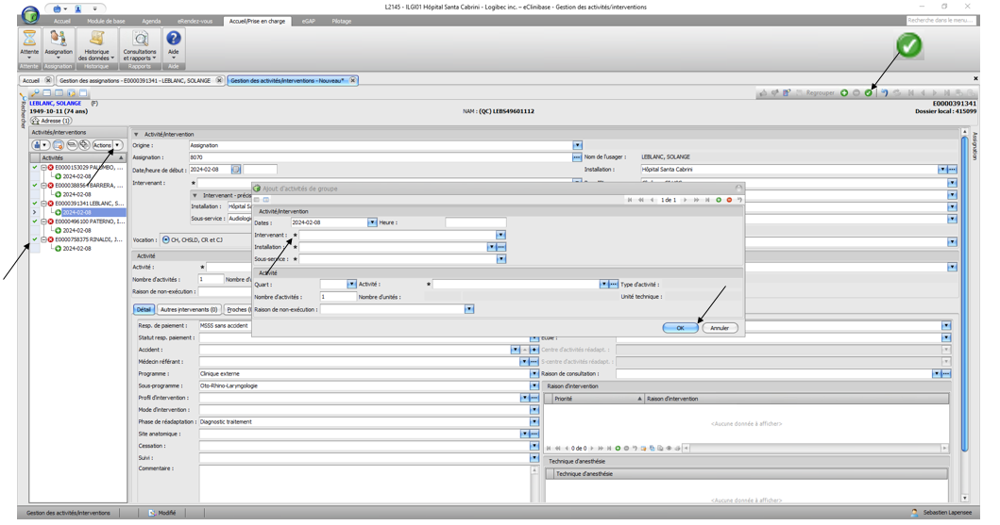 L2145 - ILGI01 Hôpital Santa Cabrini - Logibec inc. – eClinibase - Gestion des activités/interventions
Accueil Module de base Agenda eRendez-vous Accueil/Prise en charge eGAP Pilotage
Recherche dans le menu...
Attente Assignation Historique des données Consultations et rapports Aide
Attente Assignation Historique Rapports Aide
Accueil Gestion des assignations - E0000391341 - LEBLANC, SOLANGE Gestion des activités/interventions - Nouveau*
Regrouper
LEBLANC, SOLANGE (F) E0000391341
1949-10-11 (74 ans) NAM : (QC) LEBS49601112 Dossier local : 415099
Rechercher
Adresse (1)
Assignation
Activités/interventions
Actions
Activités
E0000153029 PALUMBO, ...
2024-02-08
E0000388564 BARRERA, ...
2024-02-08
E0000391341 LEBLANC, S...
2024-02-08
E0000496100 PATERNO, I...
2024-02-08
E0000758375 RINALDI, J...
2024-02-08
Activité/intervention
Origine : Assignation
Assignation : 8070 Nom de l'usager : LEBLANC, SOLANGE
Date/heure de début : 2024-02-08 Installation : Hôpital Santa Cabrini
Intervenant :
Intervenant - préci
Installation : Hôpital Sa
Sous-service : Audiologi
Vocation : CH, CHSLD, CR et CJ
Activité
Activité :
Nombre d'activités : 1 Nombre d'u
Raison de non-exécution :
Ajout d'activités de groupe
1 de 1
Activité/intervention
Dates : 2024-02-08 Heure :
Intervenant :
Installation :
Sous-service :
Activité
Quart : Activité : Type d'activité :
Nombre d'activités : 1 Nombre d'unités : Unité technique :
Raison de non-exécution :
OK Annuler
Détail Autres intervenants (0) Proches (
Resp. de paiement : MSSS sans accident
Statut resp. paiement : École :
Accident : Centre d'activités réadapt. :
Médecin référant : S-centre d'activités réadapt. :
Programme : Clinique externe Raison de consultation :
Sous-programme : Oto-Rhino-Laryngologie
Profil d'intervention :
Mode d'intervention :
Phase de réadaptation : Diagnostic traitement
Site anatomique :
Cessation :
Suivi :
Commentaire :
Raison d'intervention
Priorité Raison d'intervention
<Aucune donnée à afficher>
0 de 0
Technique d'anesthésie
Technique d'anesthésie
<Aucune donnée à afficher>
Gestion des activités/interventions Modifié Sebastien Lapensee